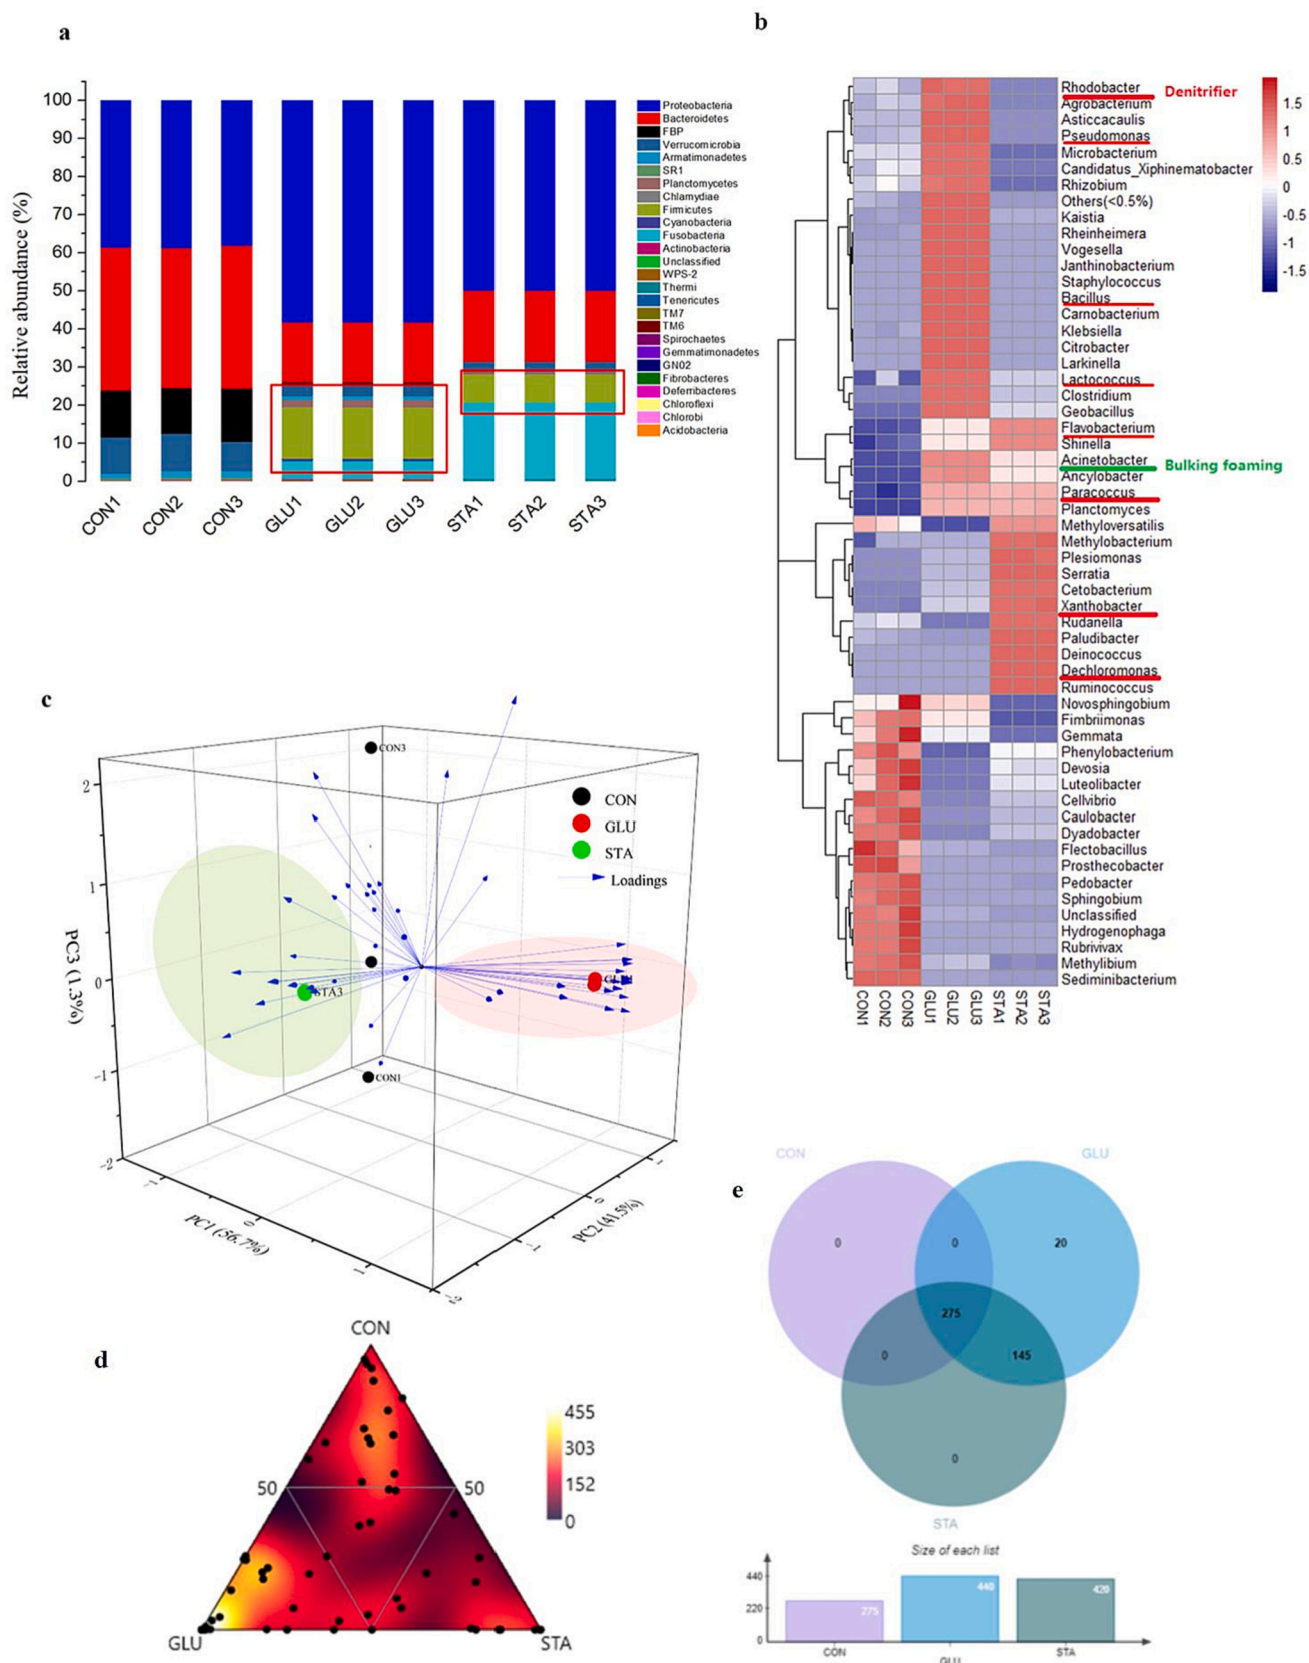 a
Relative abundance (%)
100
90
80
70
60
50
40
30
20
10
0
CON1
CON2
CON3
GLU1
GLU2
GLU3
STA1
STA2
STA3
Proteobacteria
Bacteroidetes
FBP
Verrucomicrobia
Armatimonadetes
SR1
Planctomycetes
Chlamydiae
Firmicutes
Cyanobacteria
Fusobacteria
Actinobacteria
Unclassified
WPS-2
Thermi
Tenericutes
TM7
TM6
Spirochaetes
Gemmatimonadetes
GN02
Fibrobacteres
Deferribacteres
Chloroflexi
Chlorobi
Acidobacteria
b
Rhodobacter
Denitrifier
Agrobacterium
Asticcacaulis
Pseudomonas
Microbacterium
Candidatus_Xiphinematobacter
Rhizobium
Others(<0.5%)
Kaistia
Rheinheimera
Vogesella
Janthinobacterium
Staphylococcus
Bacillus
Carnobacterium
Klebsiella
Citrobacter
Larkinella
Lactococcus
Clostridium
Geobacillus
Flavobacterium
Shinella
Acinetobacter
Bulking foaming
Ancylobacter
Paracoccus
Planctomyces
Methyloversatilis
Methylobacterium
Plesiomonas
Serratia
Cetobacterium
Xanthobacter
Rudanella
Paludibacter
Deinococcus
Dechloromonas
Ruminococcus
Novosphingobium
Fimbriimonas
Gemmata
Phenylobacterium
Devosia
Luteolibacter
Cellvibrio
Caulobacter
Dyadobacter
Flectobacillus
Prosthecobacter
Pedobacter
Sphingobium
Unclassified
Hydrogenophaga
Rubrivivax
Methylibium
Sediminibacterium
CON1
CON2
CON3
GLU1
GLU2
GLU3
STA1
STA2
STA3
1.5
1
0.5
0
-0.5
-1
-1.5
c
PC3 (1.3%)
2
1
0
-1
-2
CON3
STA3
CON1
CON
GLU
STA
Loadings
-1
0
1
PC1 (56.7%)
-2
-1
0
1
PC2 (41.5%)
d
CON
50
50
GLU
STA
455
303
152
0
e
CON
GLU
0
0
20
275
0
145
0
STA
Size of each list
440
220
0
275
440
420
CON
GLU
STA